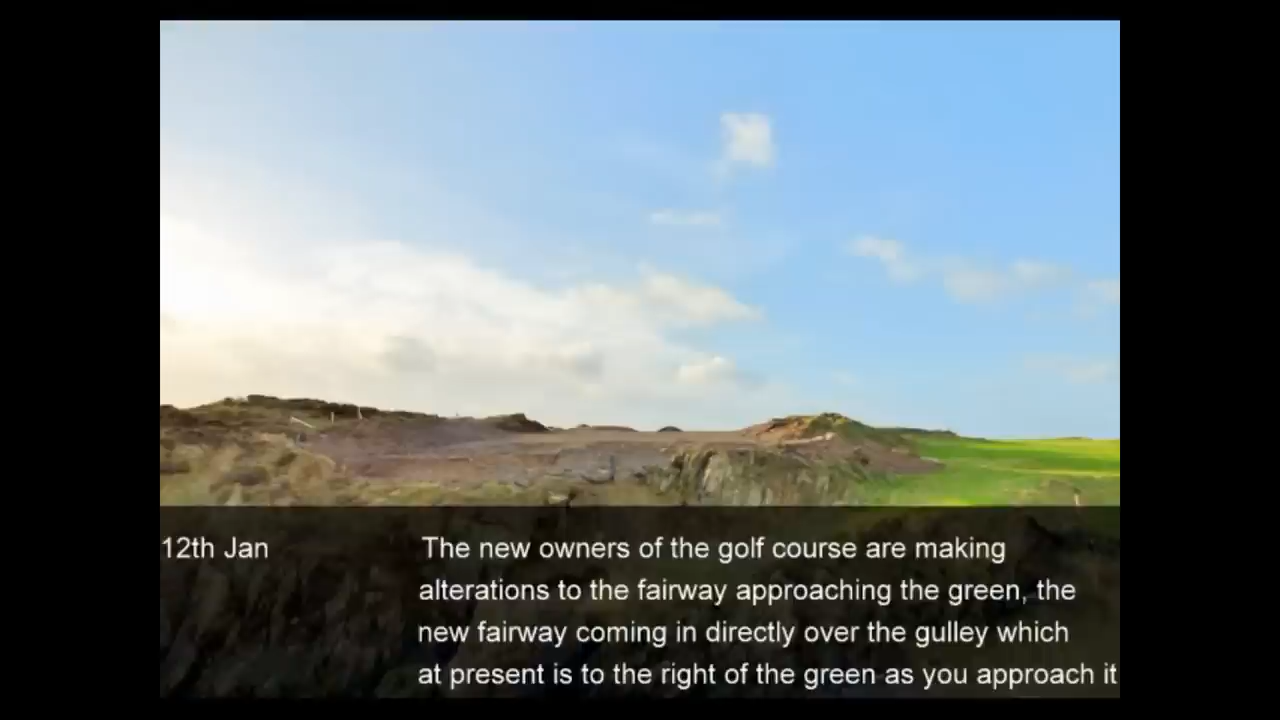 12th Jan The new owners of the golf course are making
alterations to the fairway approaching the green, the
new fairway coming in directly over the gulley which
at present is to the right of the green as you approach it